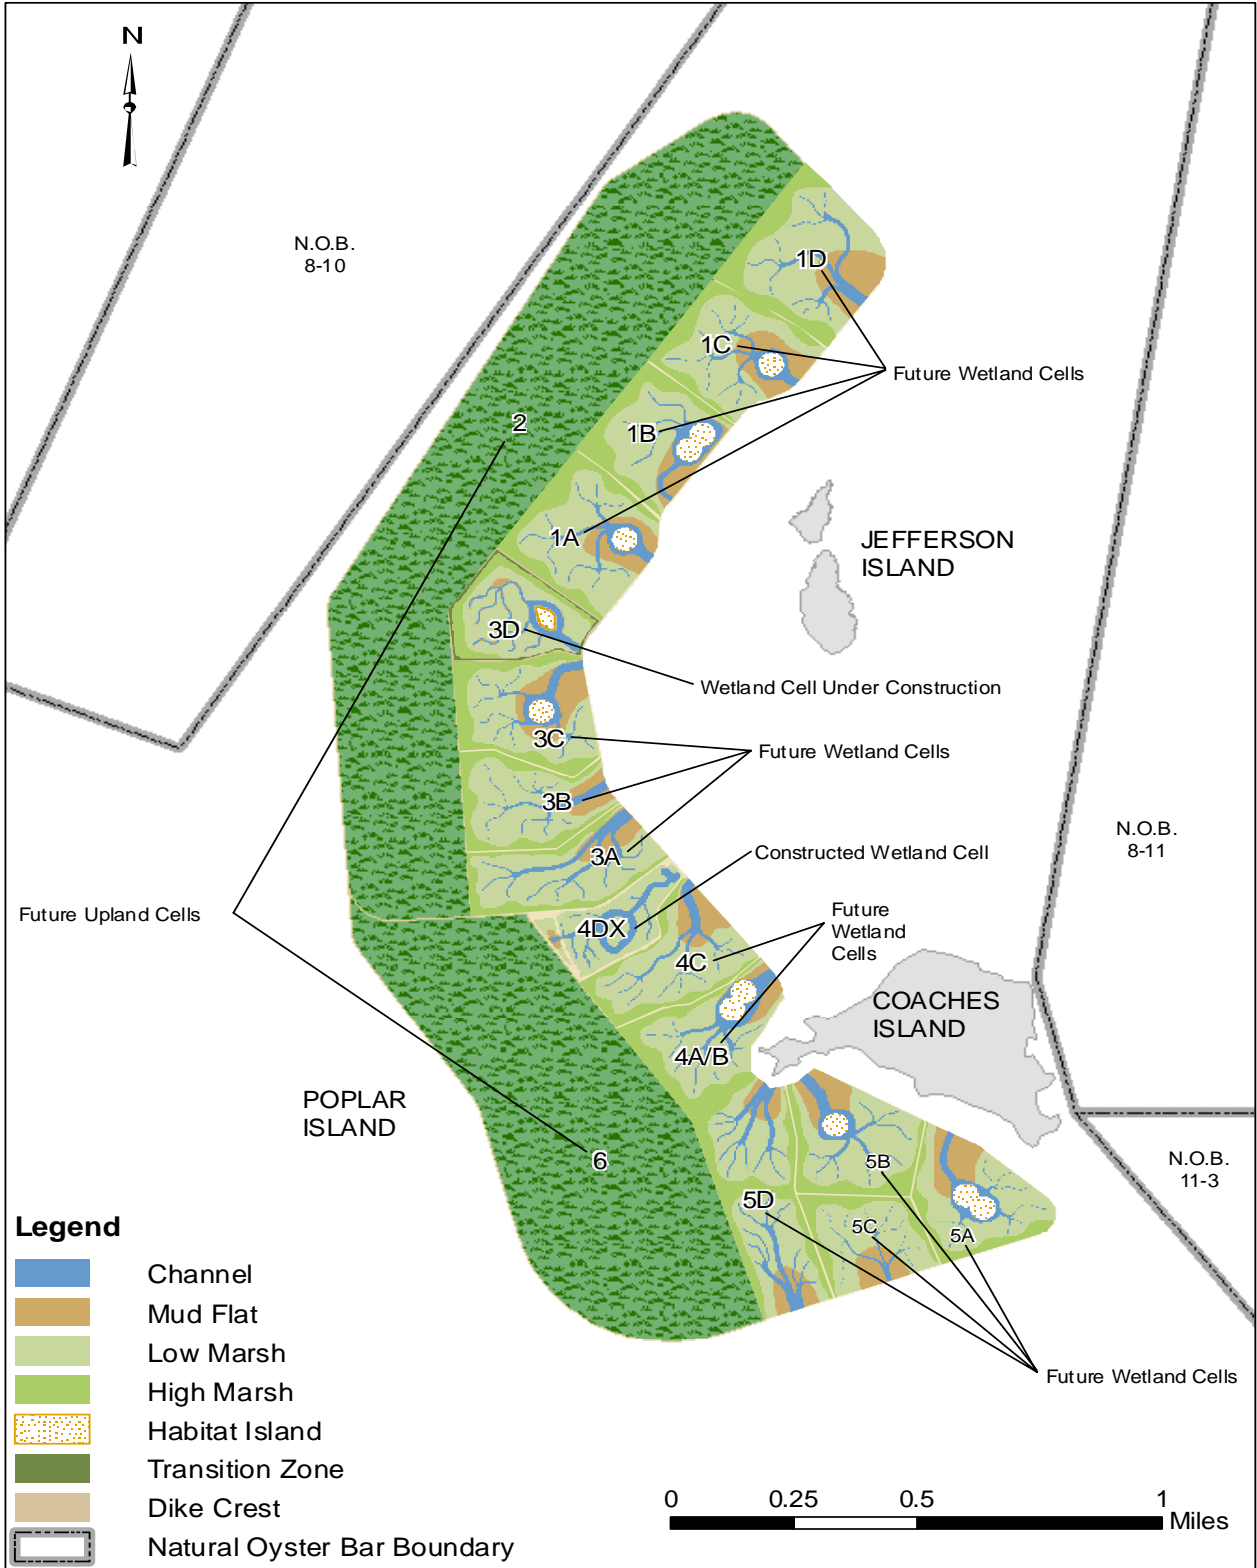 N
N.O.B.
8-10
1D
1C
Future Wetland Cells
2
1B
1A
JEFFERSON
ISLAND
3D
Wetland Cell Under Construction
3C
Future Wetland Cells
3B
N.O.B.
8-11
3A
Constructed Wetland Cell
Future Upland Cells
Future
Wetland
Cells
4DX
4C
COACHES
ISLAND
4A/B
POPLAR
ISLAND
6
5B
N.O.B.
11-3
5D
5C
5A
Future Wetland Cells
Legend
Channel
Mud Flat
Low Marsh
High Marsh
Habitat Island
Transition Zone
Dike Crest
Natural Oyster Bar Boundary
0 0.25 0.5 1
Miles